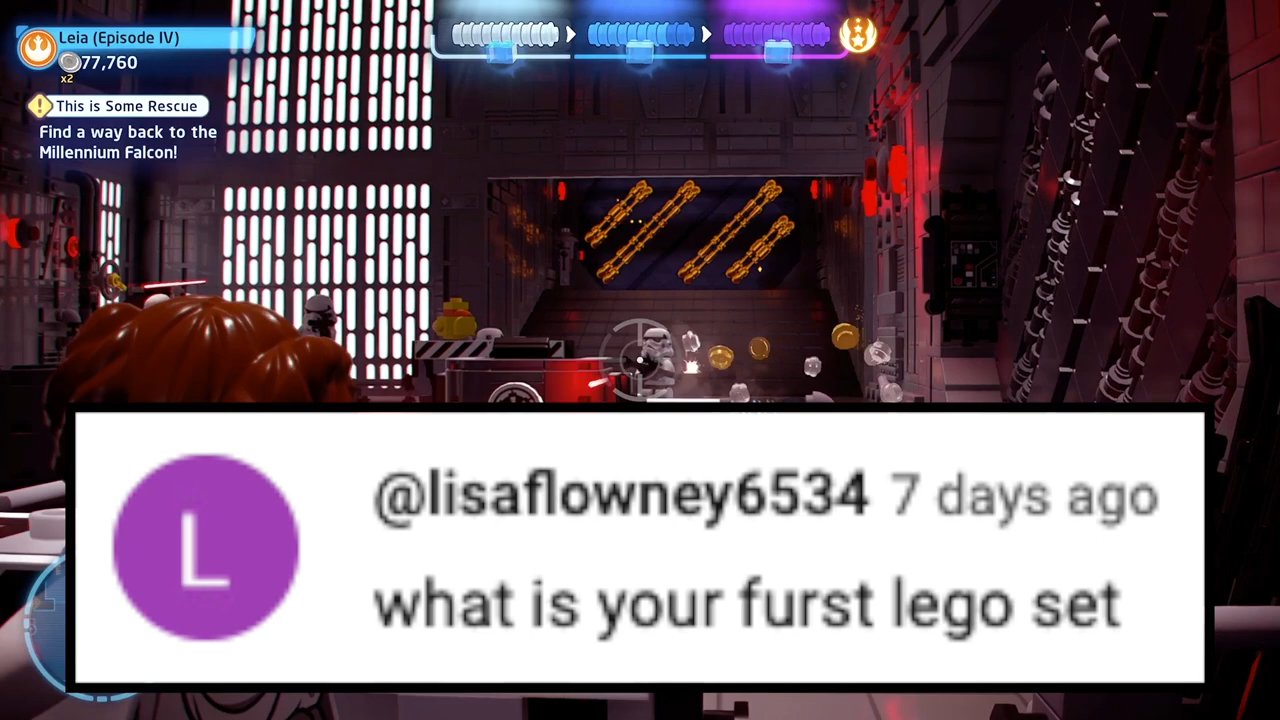 Leia (Episode IV)
77,760
x2
This is Some Rescue
Find a way back to the
Millennium Falcon!
L
@lisaflowney6534 7 days ago
what is your furst lego set